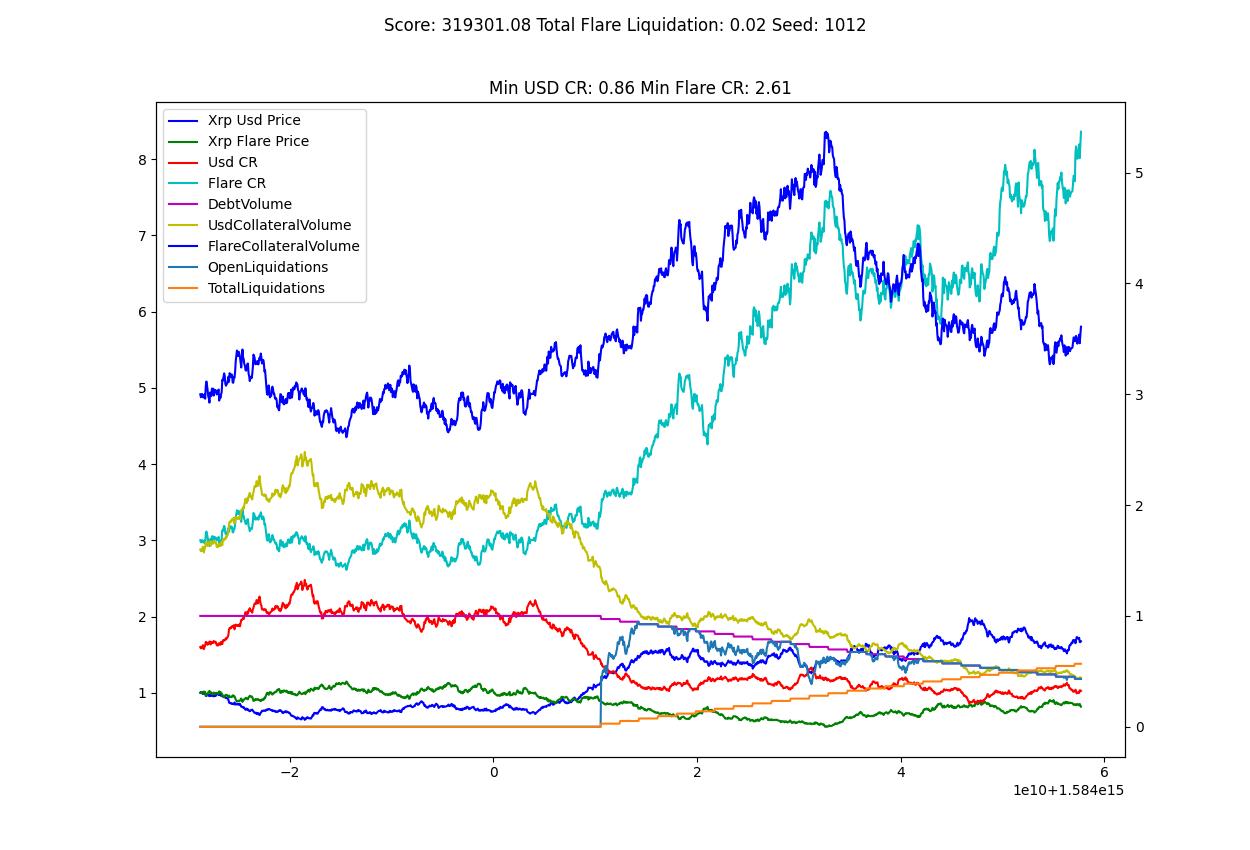 Score: 319301.08 Total Flare Liquidation: 0.02 Seed: 1012
Min USD CR: 0.86 Min Flare CR: 2.61
Xrp Usd Price
Xrp Flare Price
Usd CR
Flare CR
DebtVolume
UsdCollateralVolume
FlareCollateralVolume
OpenLiquidations
TotalLiquidations
8
7
6
5
4
3
2
1
5
4
3
2
1
0
−2
0
2
4
6
1e10+1.584e15